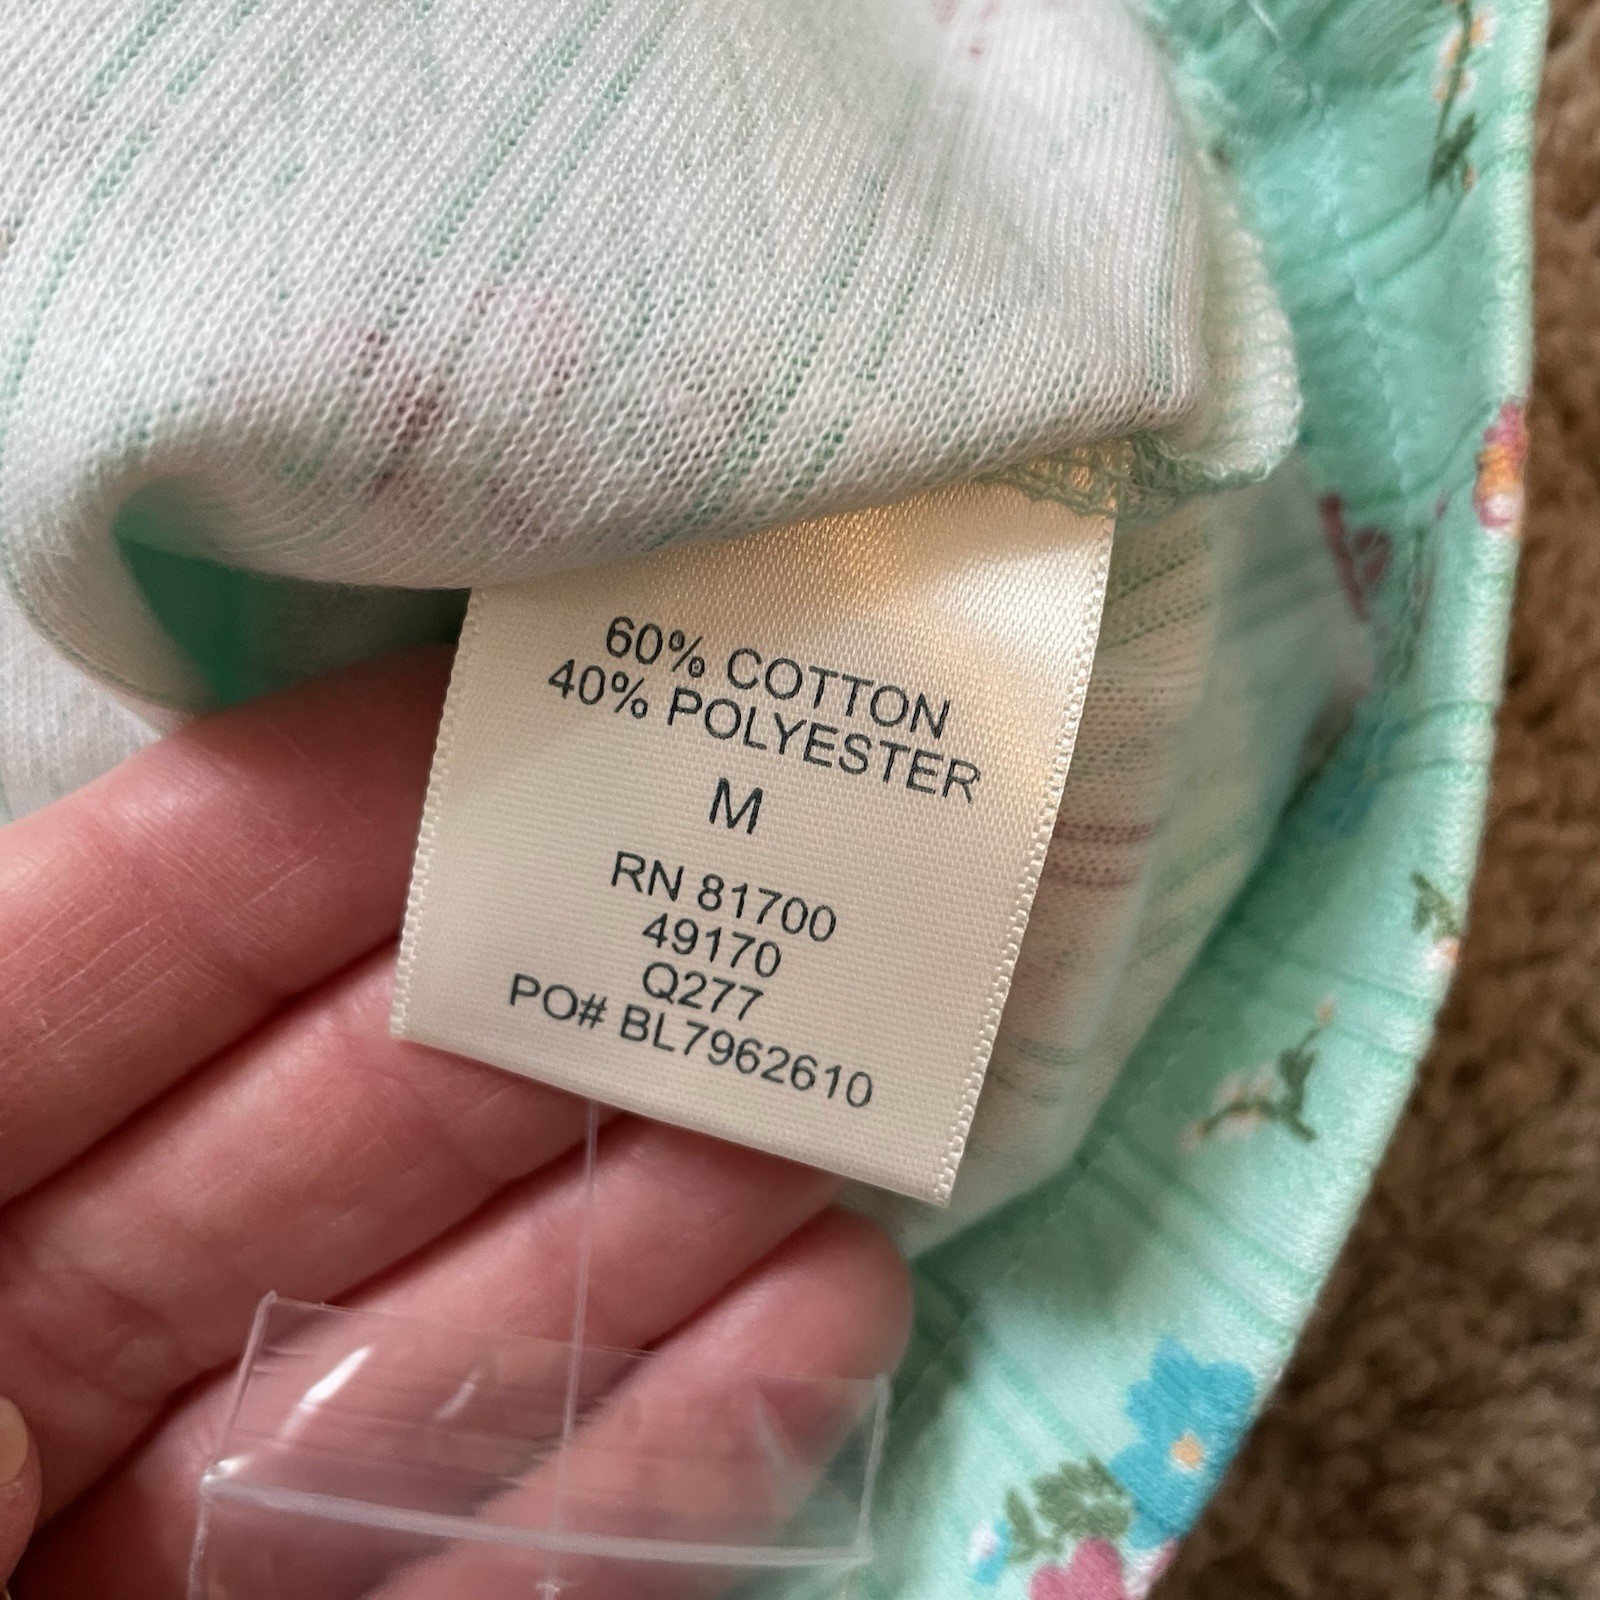 60% COTTON
40% POLYESTER
M
RN 81700
49170
Q277
PO# BL7962610